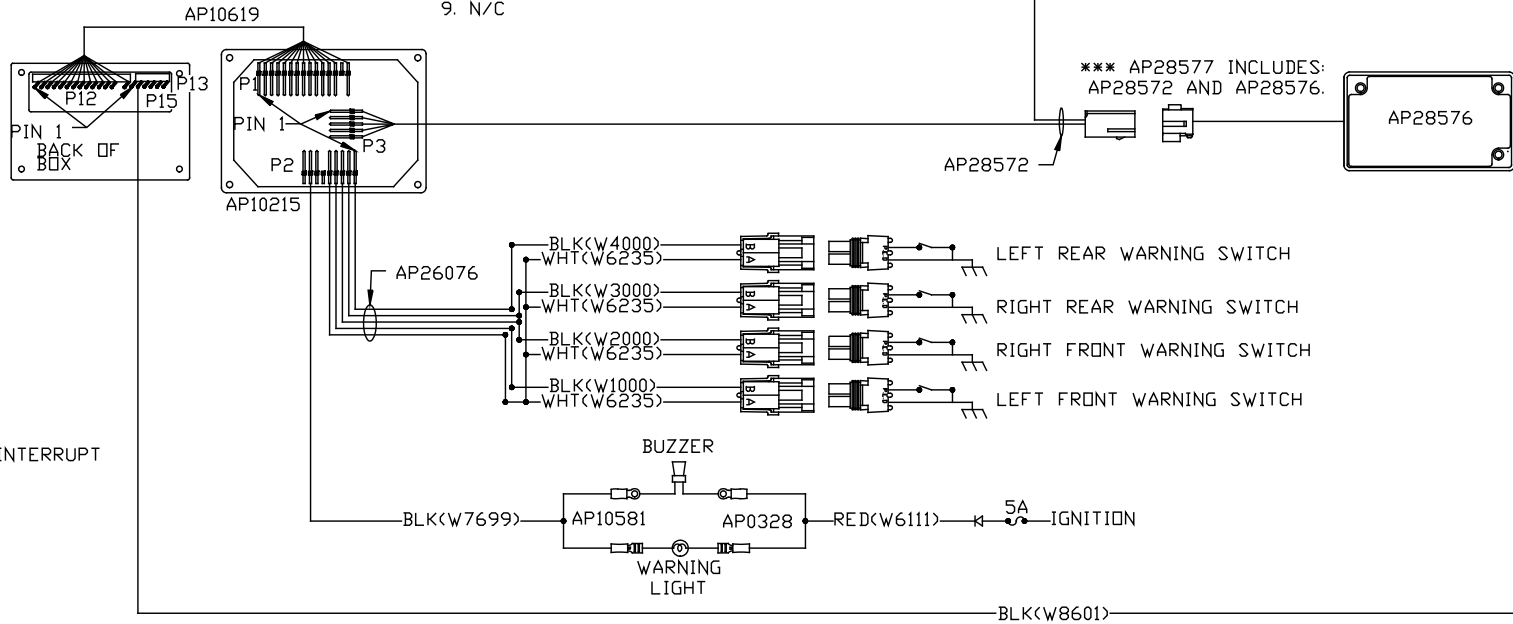 9. N/C
AP10619
*** AP28577 INCLUDES:
AP28572 AND AP28576.
P1
P13
P12
P15
AP28576
PIN 1
PIN 1
BACK OF
BOX
P3
P2
AP28572
AP10215
BLK(W4000)
WHT(W6235)
LEFT REAR WARNING SWITCH
B
A
AP26076
BLK(W3000)
WHT(W6235)
RIGHT REAR WARNING SWITCH
B
A
BLK(W2000)
WHT(W6235)
RIGHT FRONT WARNING SWITCH
B
A
BLK(W1000)
WHT(W6235)
LEFT FRONT WARNING SWITCH
B
A
INTERRUPT
BUZZER
BLK(W7699)
AP10581
AP0328
RED(W6111)
5A
IGNITION
WARNING
LIGHT
BLK(W8601)